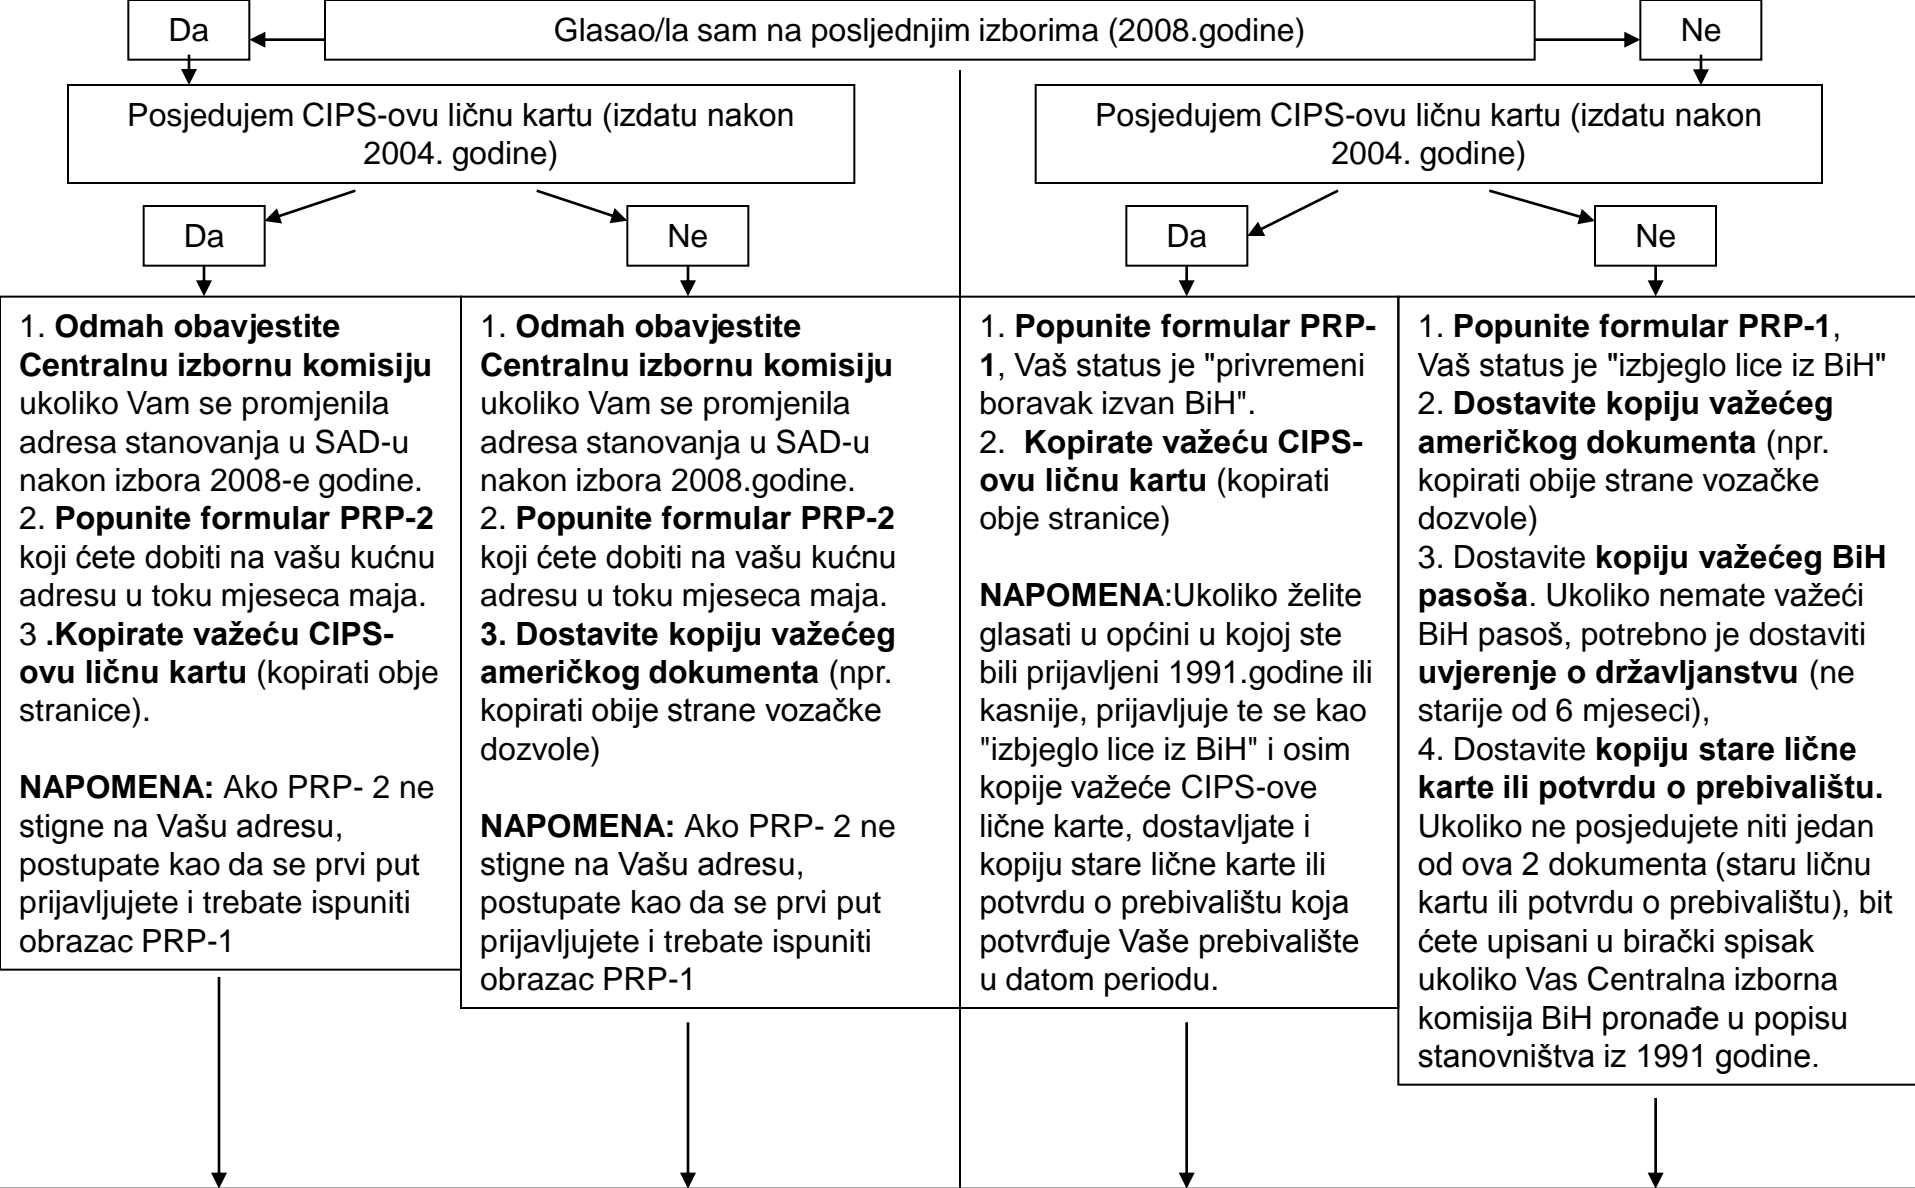 Da
Glasao/la sam na posljednjim izborima (2008.godine)
Ne
Posjedujem CIPS-ovu ličnu kartu (izdatu nakon
2004. godine)
Posjedujem CIPS-ovu ličnu kartu (izdatu nakon
2004. godine)
Da
Ne
Da
Ne
1. Odmah obavjestite
Centralnu izbornu komisiju
ukoliko Vam se promjenila
adresa stanovanja u SAD-u
nakon izbora 2008-e godine.
2. Popunite formular PRP-2
koji ćete dobiti na vašu kućnu
adresu u toku mjeseca maja.
3 .Kopirate važeću CIPS-
ovu ličnu kartu (kopirati obje
stranice).
NAPOMENA: Ako PRP- 2 ne
stigne na Vašu adresu,
postupate kao da se prvi put
prijavljujete i trebate ispuniti
obrazac PRP-1
1. Odmah obavjestite
Centralnu izbornu komisiju
ukoliko Vam se promjenila
adresa stanovanja u SAD-u
nakon izbora 2008.godine.
2. Popunite formular PRP-2
koji ćete dobiti na vašu kućnu
adresu u toku mjeseca maja.
3. Dostavite kopiju važećeg
američkog dokumenta (npr.
kopirati obije strane vozačke
dozvole)
NAPOMENA: Ako PRP- 2 ne
stigne na Vašu adresu,
postupate kao da se prvi put
prijavljujete i trebate ispuniti
obrazac PRP-1
1. Popunite formular PRP-
1, Vaš status je "privremeni
boravak izvan BiH".
2. Kopirate važeću CIPS-
ovu ličnu kartu (kopirati
obje stranice)
NAPOMENA:Ukoliko želite
glasati u općini u kojoj ste
bili prijavljeni 1991.godine ili
kasnije, prijavljuje te se kao
"izbjeglo lice iz BiH" i osim
kopije važeće CIPS-ove
lične karte, dostavljate i
kopiju stare lične karte ili
potvrdu o prebivalištu koja
potvrđuje Vaše prebivalište
u datom periodu.
1. Popunite formular PRP-1,
Vaš status je "izbjeglo lice iz BiH"
2. Dostavite kopiju važećeg
američkog dokumenta (npr.
kopirati obije strane vozačke
dozvole)
3. Dostavite kopiju važećeg BiH
pasoša. Ukoliko nemate važeći
BiH pasoš, potrebno je dostaviti
uvjerenje o državljanstvu (ne
starije od 6 mjeseci),
4. Dostavite kopiju stare lične
karte ili potvrdu o prebivalištu.
Ukoliko ne posjedujete niti jedan
od ova 2 dokumenta (staru ličnu
kartu ili potvrdu o prebivalištu), bit
ćete upisani u birački spisak
ukoliko Vas Centralna izborna
komisija BiH pronađe u popisu
stanovništva iz 1991 godine.